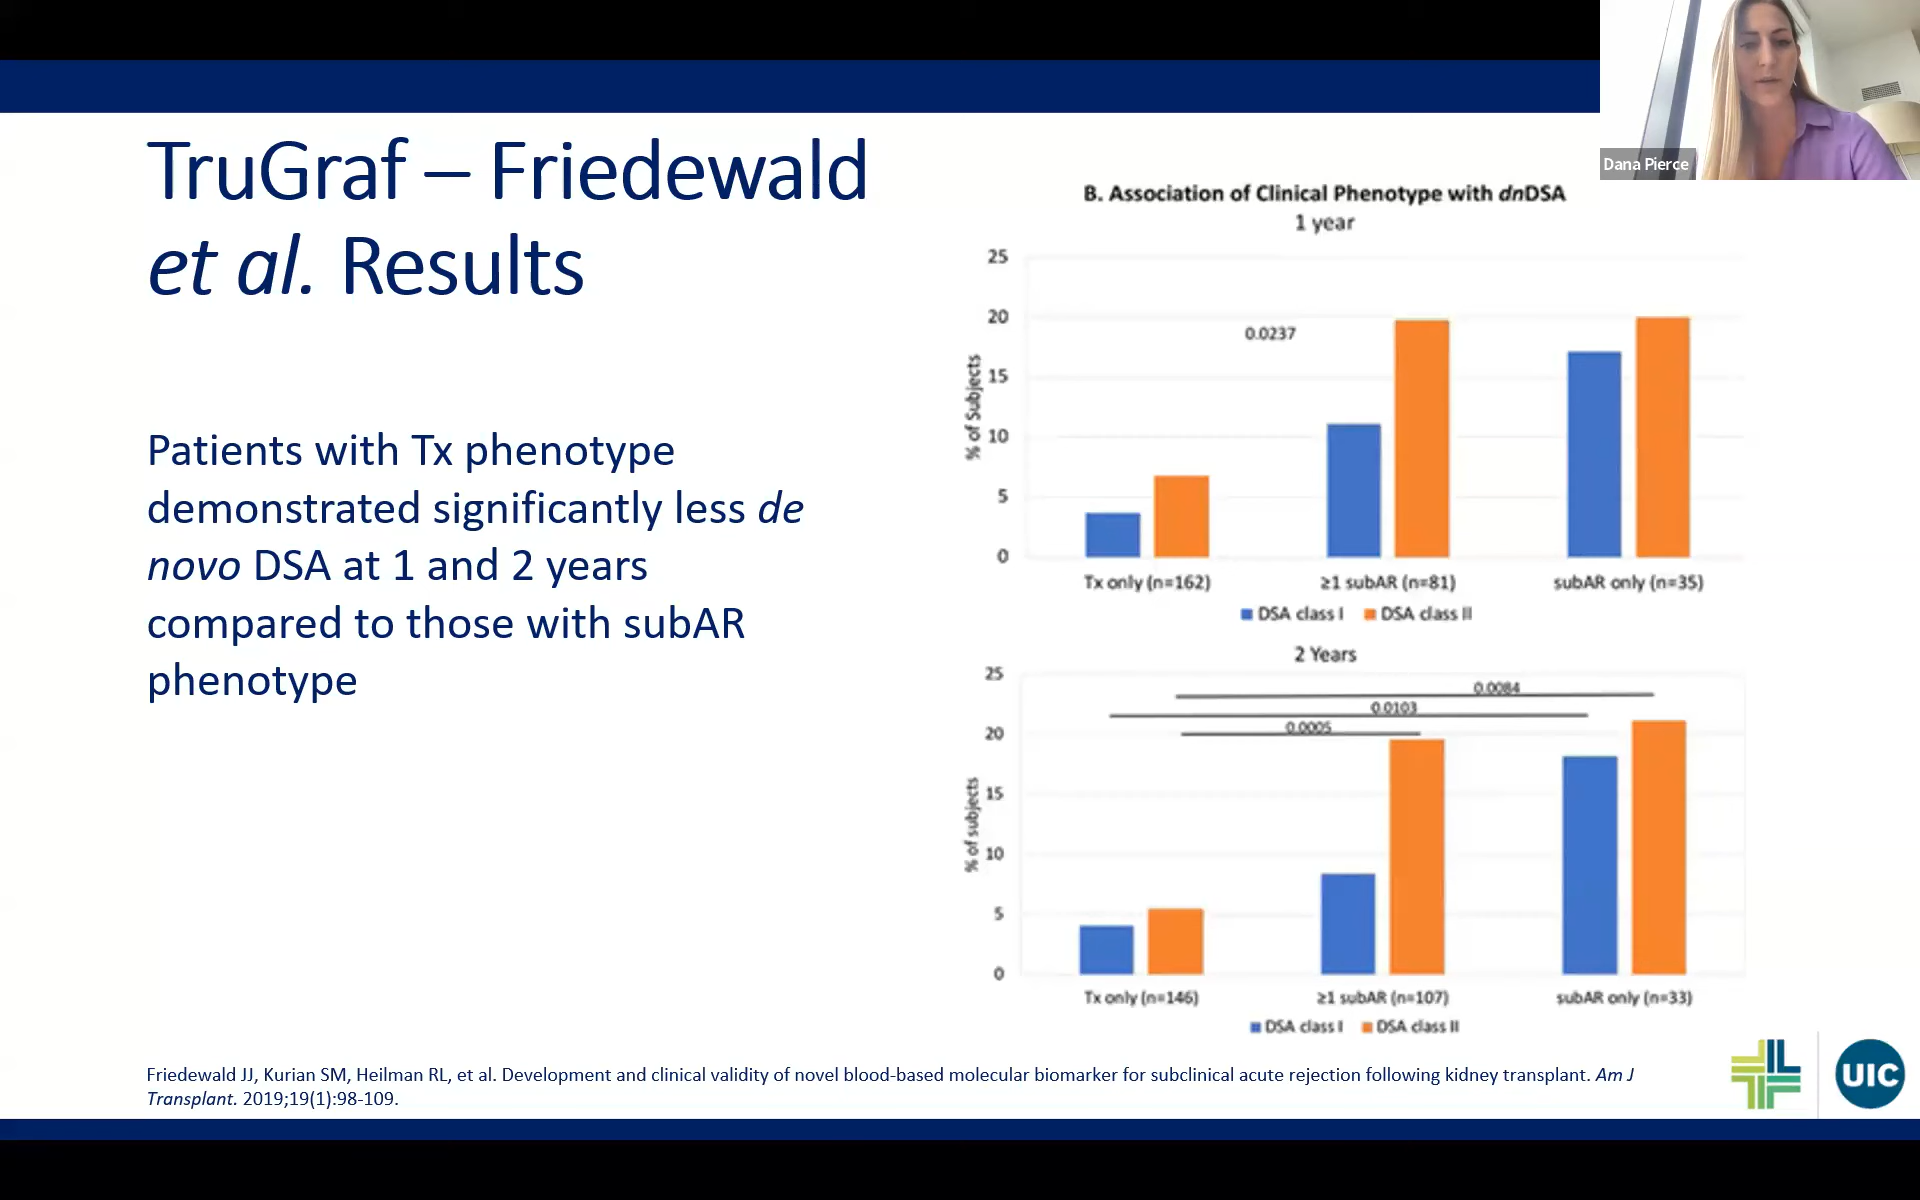 Dana Pierce
TruGraf – Friedewald
et al. Results
Patients with Tx phenotype
demonstrated significantly less de
novo DSA at 1 and 2 years
compared to those with subAR
phenotype
B. Association of Clinical Phenotype with dnDSA
1 year
25
20
15
10
5
0
% of Subjects
0.0237
Tx only (n=162)
≥1 subAR (n=81)
subAR only (n=35)
DSA class I DSA class II
2 Years
25
20
15
10
5
0
% of subjects
0.0084
0.0103
0.0005
Tx only (n=146)
≥1 subAR (n=107)
subAR only (n=33)
DSA class I DSA class II
Friedewald JJ, Kurian SM, Heilman RL, et al. Development and clinical validity of novel blood-based molecular biomarker for subclinical acute rejection following kidney transplant. Am J
Transplant. 2019;19(1):98-109.
UIC